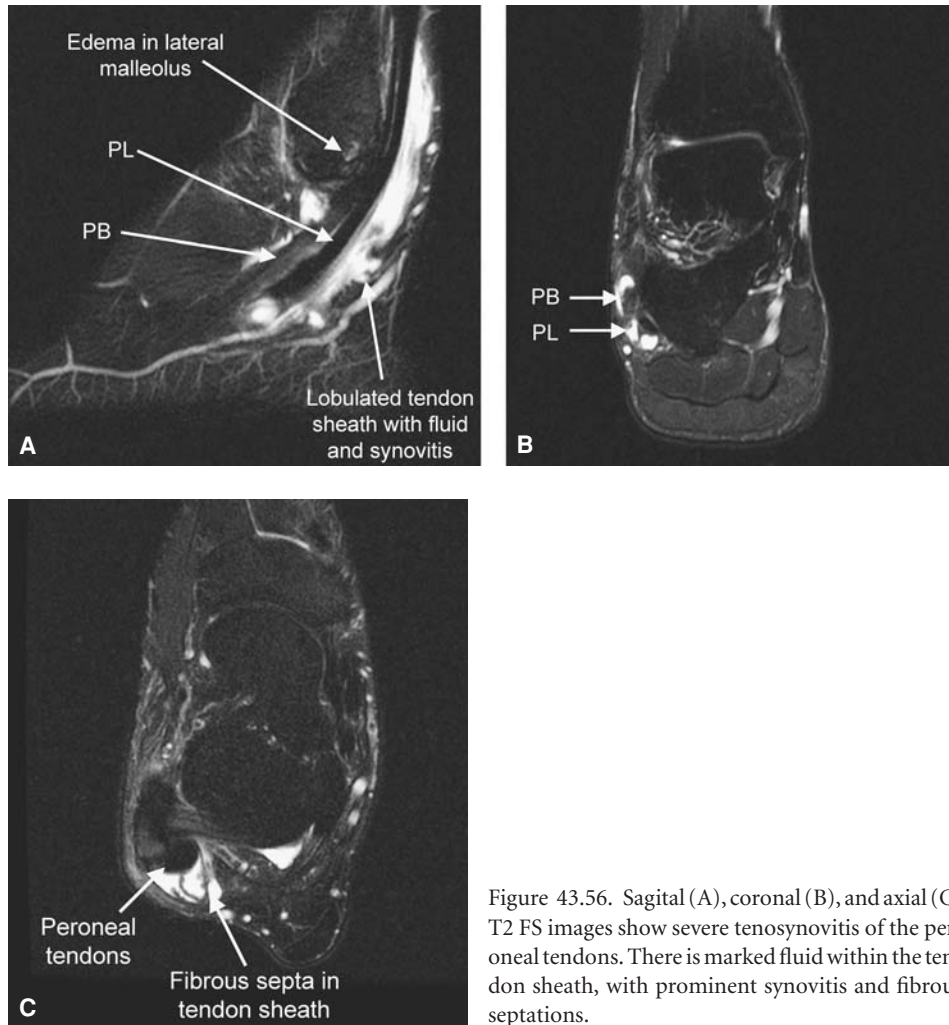 Edema in lateral
malleolus
PL
PB
Lobulated tendon
sheath with fluid
and synovitis
A
PB
PL
B
Peroneal
tendons
Fibrous septa in
tendon sheath
C
Figure 43.56. Sagital (A), coronal (B), and axial (C
T2 FS images show severe tenosynovitis of the per
oneal tendons. There is marked fluid within the ten
don sheath, with prominent synovitis and fibrou
septations.